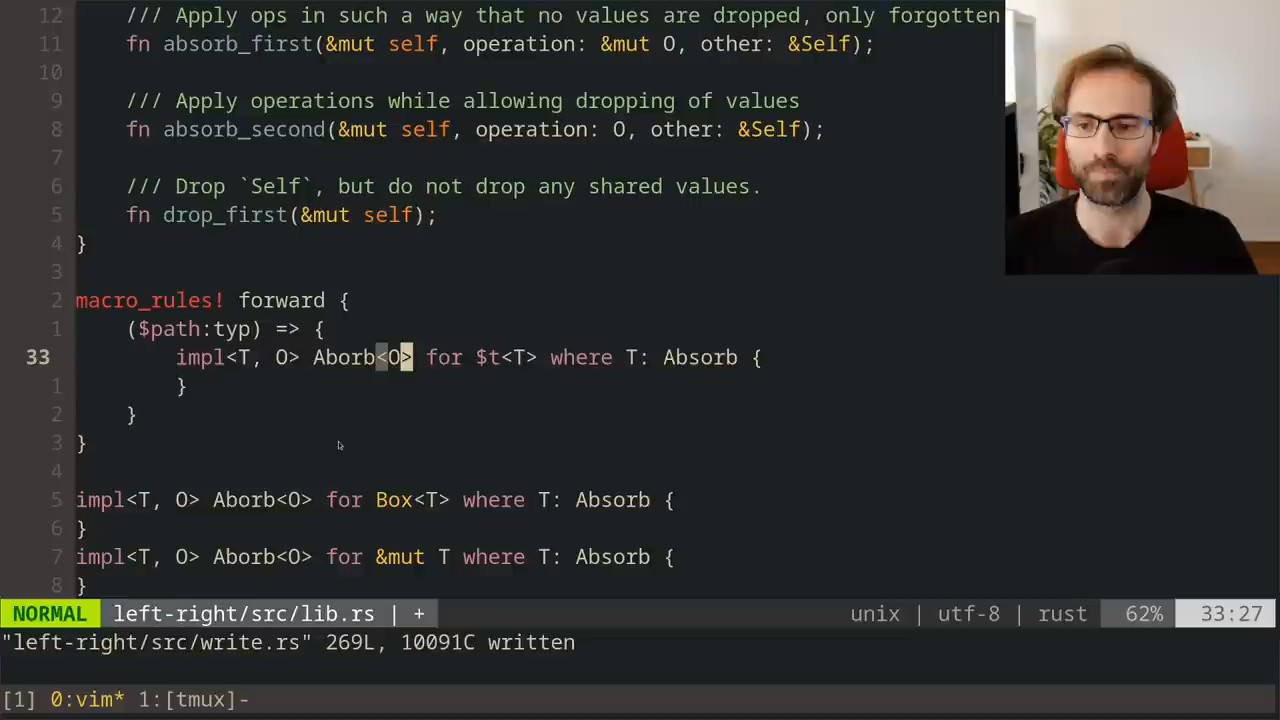 12 /// Apply ops in such a way that no values are dropped, only forgotten
11 fn absorb_first(&mut self, operation: &mut O, other: &Self);
10
9 /// Apply operations while allowing dropping of values
8 fn absorb_second(&mut self, operation: O, other: &Self);
7
6 /// Drop `Self`, but do not drop any shared values.
5 fn drop_first(&mut self);
4 }
3
2 macro_rules! forward {
1 ($path:typ) => {
33 impl<T, O> Aborb<O> for $t<T> where T: Absorb {
1 }
2 }
3 }
4
5 impl<T, O> Aborb<O> for Box<T> where T: Absorb {
6 }
7 impl<T, O> Aborb<O> for &mut T where T: Absorb {
8 }
NORMAL left-right/src/lib.rs | + unix | utf-8 | rust 62% 33:27
"left-right/src/write.rs" 269L, 10091C written
[1] 0:vim* 1:[tmux]-